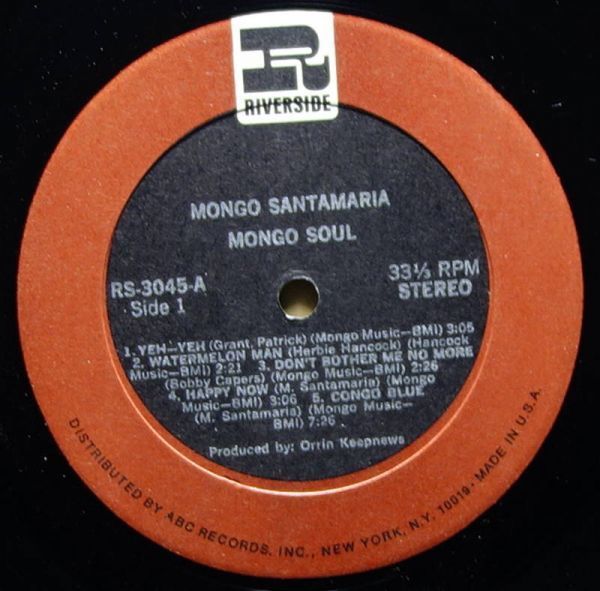 R
RIVERSIDE
MONGO SANTAMARIA
MONGO SOUL
RS-3045-A
Side 1
33⅓ RPM
STEREO
1. YEH-YEH (Grant, Patrick) (Mongo Music-BMI) 3:05
2. WATERMELON MAN (Herbie Hancock) (Hancock
Music-BMI) 2:21 3. DON'T BOTHER ME NO MORE
(Bobby Capers) (Mongo Music-BMI) 2:26
4. HAPPY NOW (M. Santamaria) (Mongo
Music-BMI) 3:06 5. CONGO BLUE
(M. Santamaria) (Mongo Music-
BMI) 7:26
Produced by: Orrin Keepnews
DISTRIBUTED BY ABC RECORDS, INC., NEW YORK, N.Y. 10019 - MADE IN U.S.A.